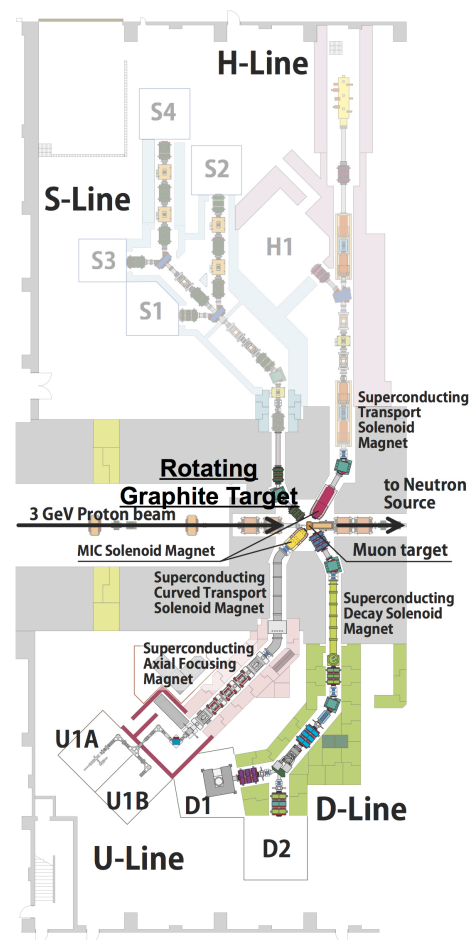 H-Line
S4
S2
S-Line
H1
S3
S1
Superconducting
Transport
Solenoid
Magnet
Rotating
Graphite Target
to Neutron
Source
3 GeV Proton beam
MIC Solenoid Magnet
Muon target
Superconducting
Curved Transport
Solenoid Magnet
Superconducting
Decay Solenoid
Magnet
Superconducting
Axial Focusing
Magnet
U1A
U1B
D1
D-Line
U-Line
D2